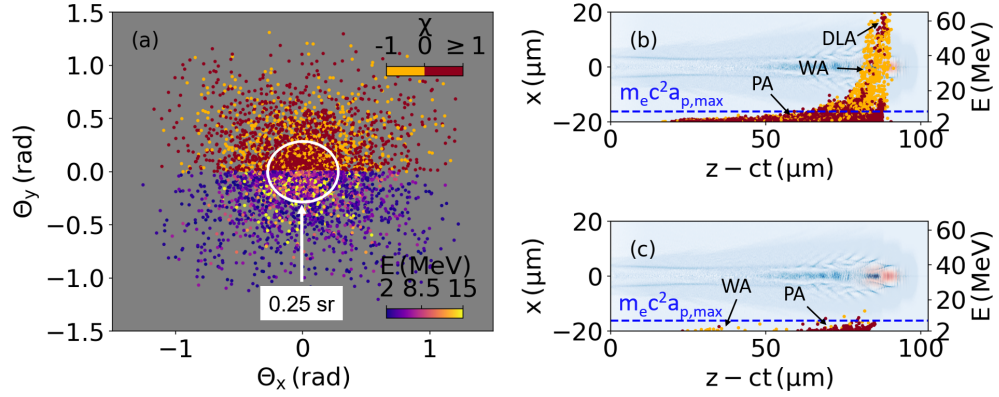 (a)
χ
-1 0 ≥ 1
1.5
1.0
0.5
0.0
−0.5
−1.0
−1.5
Θy (rad)
E (MeV)
2 8.5 15
0.25 sr
−1 0 1
Θx (rad)
(b)
DLA
WA
PA
mec²ap,max
20
0
−20
x (μm)
60
40
20
2
E (MeV)
0 50 100
z − ct (μm)
(c)
WA
PA
mec²ap,max
20
0
−20
x (μm)
60
40
20
2
E (MeV)
0 50 100
z − ct (μm)